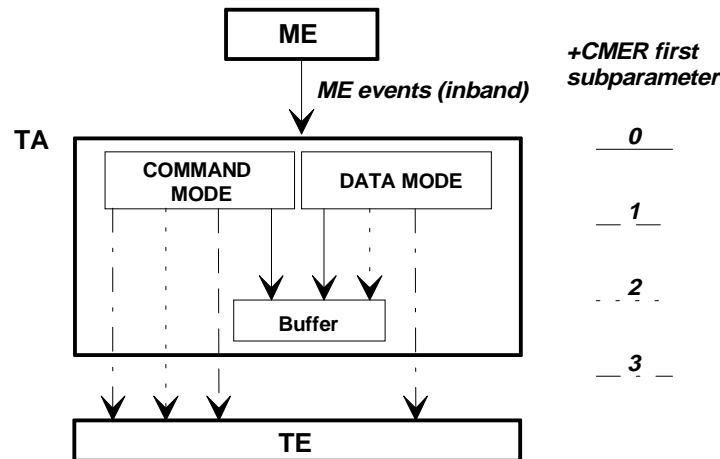 ME
+CMER first
subparameter
ME events (inband)
TA
0
COMMAND
MODE
DATA MODE
1
2
Buffer
3
TE